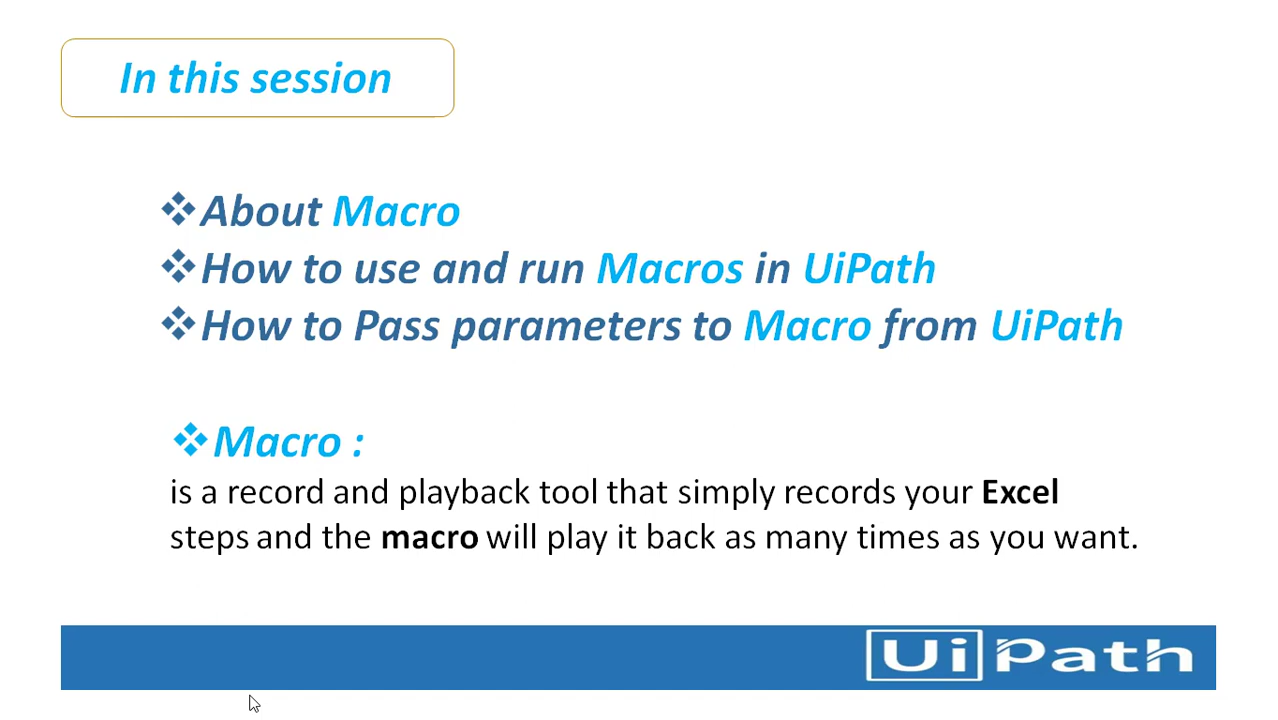 In this session
❖About Macro
❖How to use and run Macros in UiPath
❖How to Pass parameters to Macro from UiPath
❖Macro :
is a record and playback tool that simply records your Excel
steps and the macro will play it back as many times as you want.
UiPath